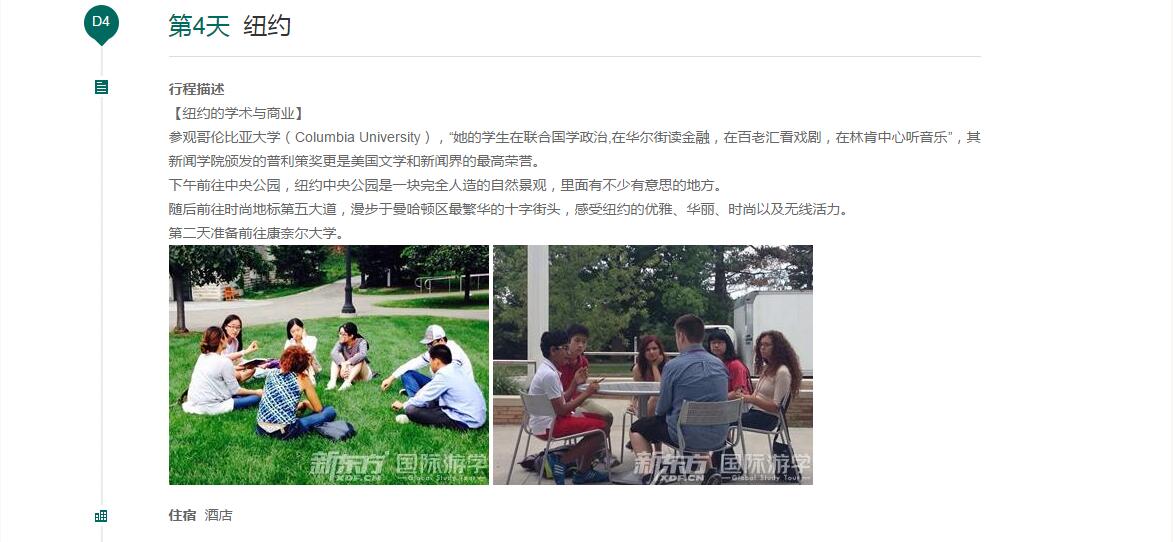 D4
第4天 纽约
行程描述
【纽约的学术与商业】
参观哥伦比亚大学（Columbia University），“她的学生在联合国学政治,在华尔街读金融，在百老汇看戏剧，在林肯中心听音乐”，其
新闻学院颁发的普利策奖更是美国文学和新闻界的最高荣誉。
下午前往中央公园，纽约中央公园是一块完全人造的自然景观，里面有不少有意思的地方。
随后前往时尚地标第五大道，漫步于曼哈顿区最繁华的十字街头，感受纽约的优雅、华丽、时尚以及无线活力。
第二天准备前往康奈尔大学。
新东方 国际游学
XDF.CN Global Study Tour
新东方 国际游学
XDF.CN Global Study Tour
住宿 酒店